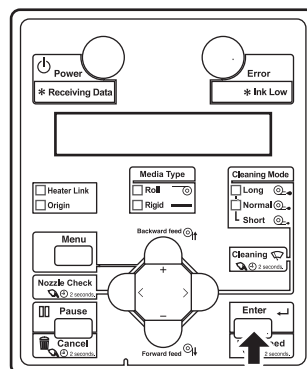 Power
Error
* Receiving Data
* Ink Low
Media Type
Roll
Rigid
Cleaning Mode
Long
Normal
Short
Heater Link
Origin
Menu
Backward feed
Cleaning
2 seconds.
Nozzle Check
2 seconds.
+
< >
−
Pause
Cancel
2 seconds.
Enter
Forward feed